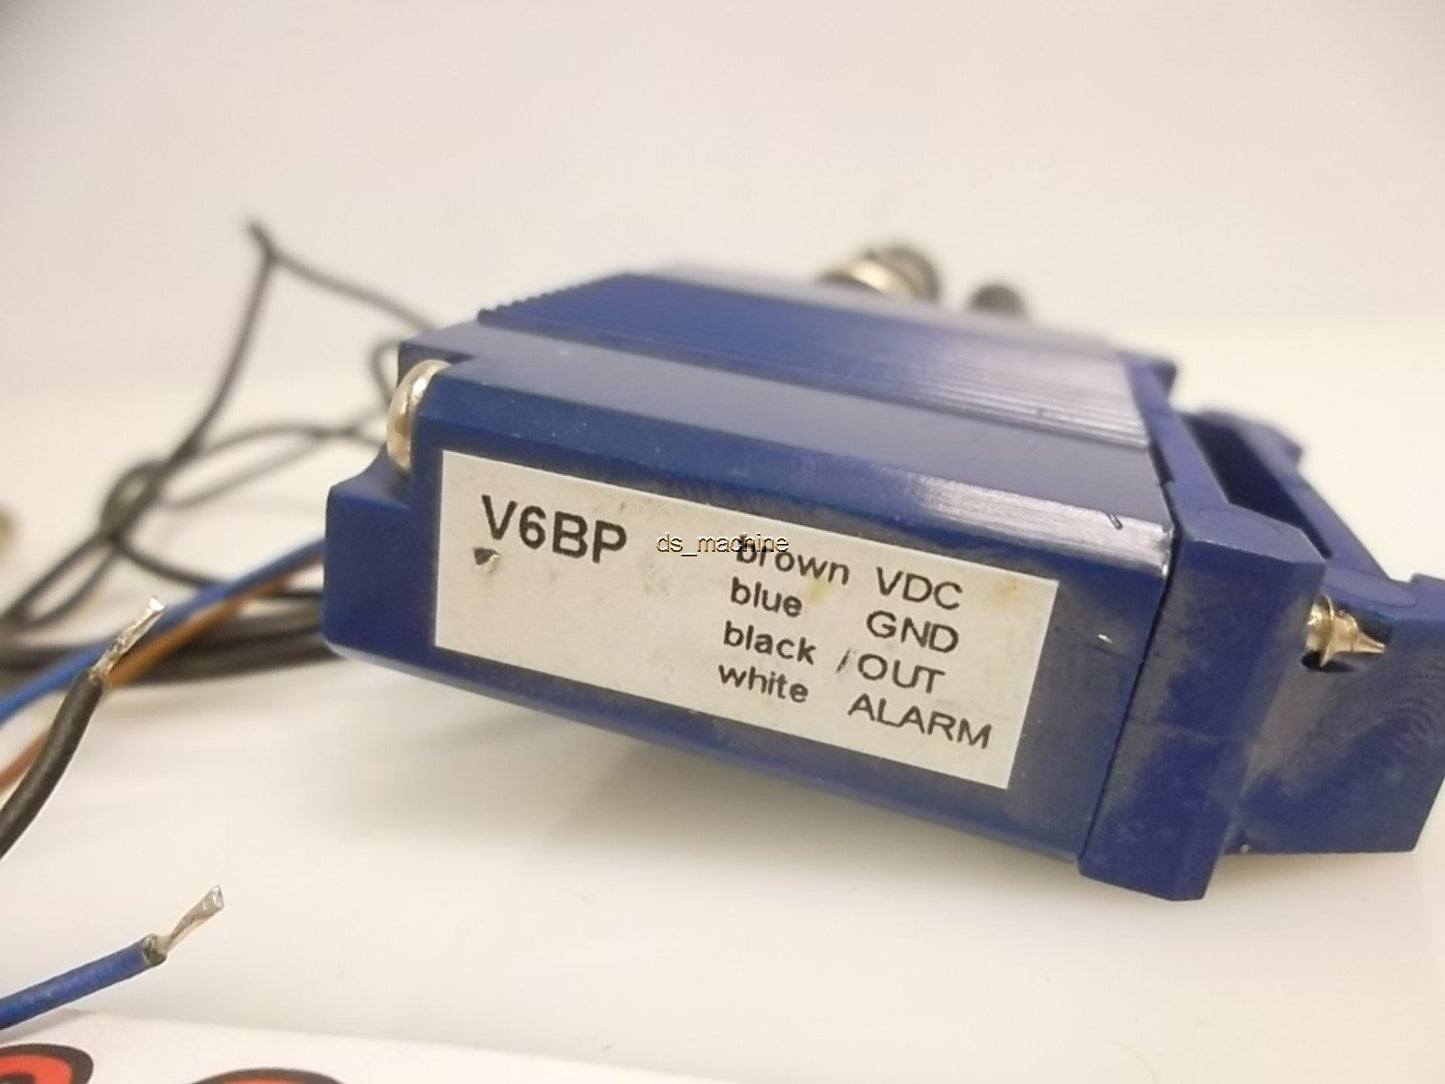 V6BP
ds_machine
brown VDC
blue GND
black /OUT
white ALARM